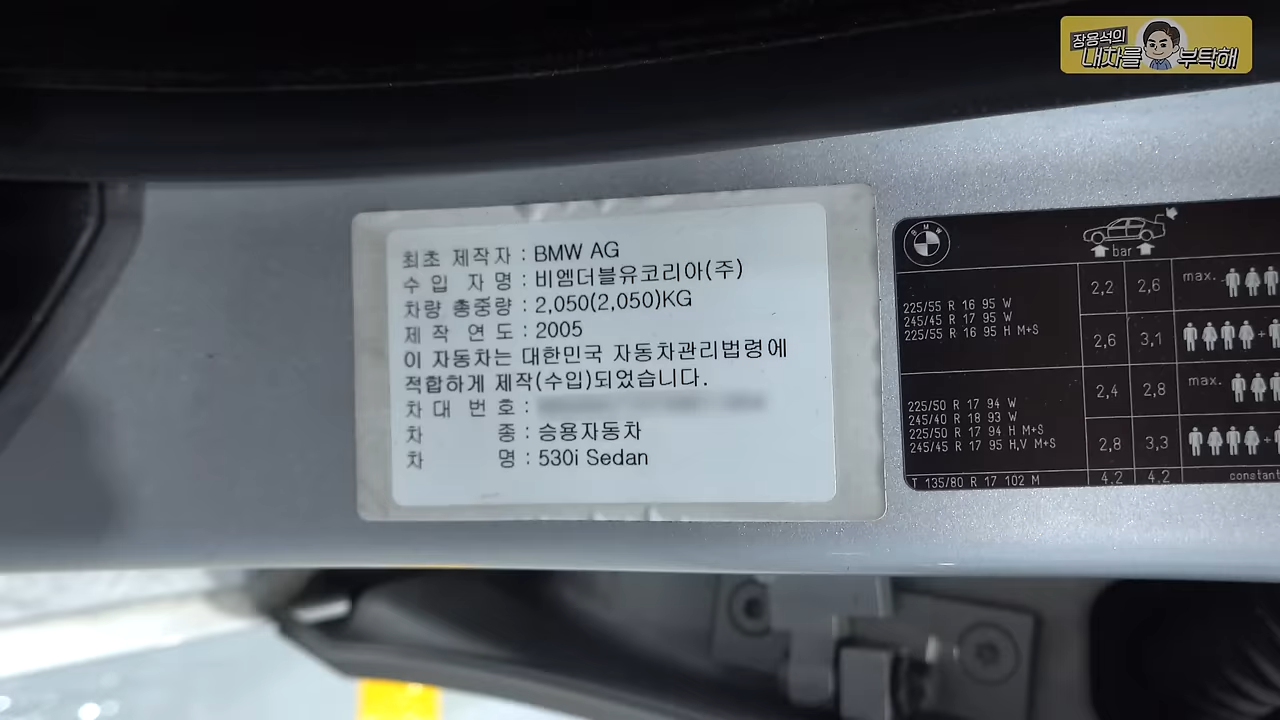 장용석의
내차를 부탁해
최초 제작자 : BMW AG
수 입 자 명 : 비엠더블유코리아(주)
차량 총중량 : 2,050(2,050)KG
제 작 연 도 : 2005
이 자동차는 대한민국 자동차관리법령에
적합하게 제작(수입)되었습니다.
차 대 번 호 :
차 종 : 승용자동차
차 명 : 530i Sedan
BMW
bar
225/55 R 16 95 W
245/45 R 17 95 W
225/55 R 16 95 H M+S
2,2 2,6 max.
2,6 3,1 +
225/50 R 17 94 W
245/40 R 18 93 W
225/50 R 17 94 H M+S
245/45 R 17 95 H,V M+S
2,4 2,8 max.
2,8 3,3 +
T 135/80 R 17 102 M 4,2 4,2 constant